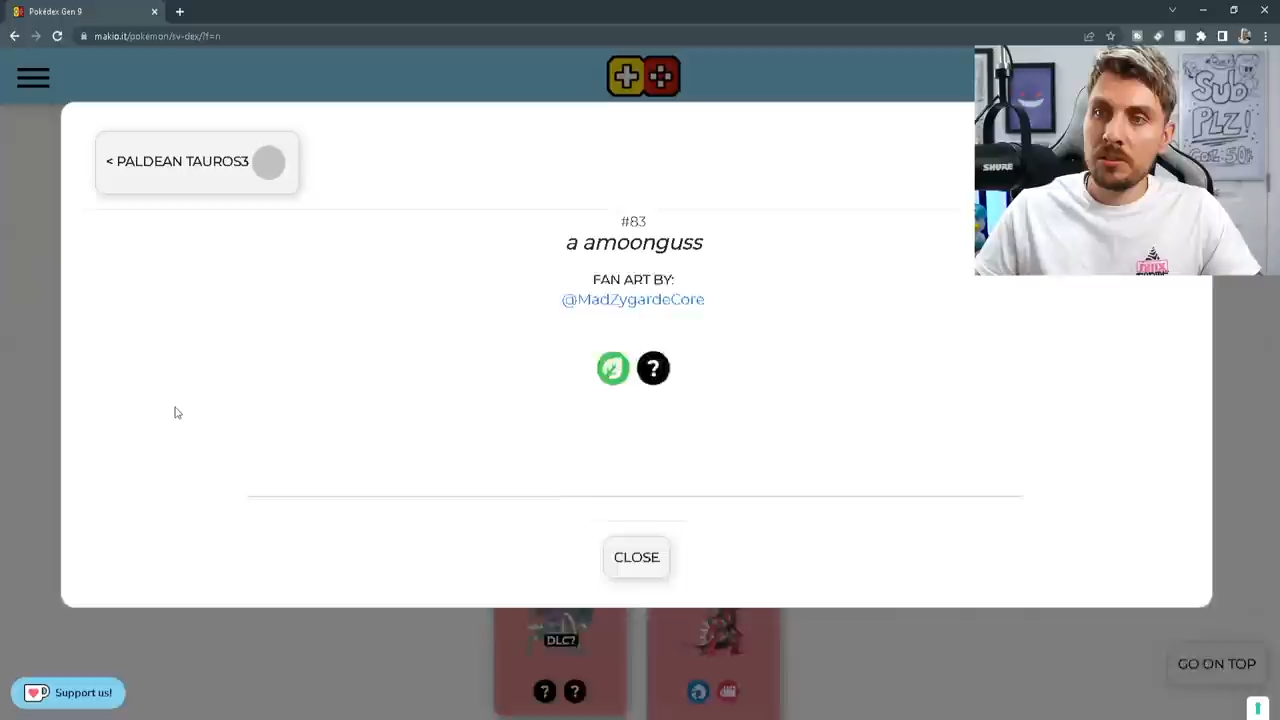 Pokédex Gen 9
makio.it/pokemon/sv-dex/?f=n
< PALDEAN TAUROS3
#83
a amoonguss
FAN ART BY:
@MadZygardeCore
?
CLOSE
DLC?
? ?
GO ON TOP
Support us!
SHURE
Sub
PLZ!